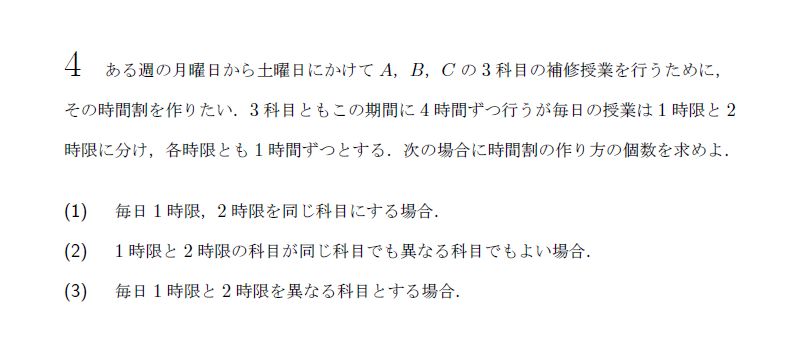 4 ある週の月曜日から土曜日にかけて A，B，C の 3 科目の補修授業を行うために，
その時間割を作りたい．3 科目ともこの期間に 4 時間ずつ行うが毎日の授業は 1 時限と 2
時限に分け，各時限とも 1 時間ずつとする．次の場合に時間割の作り方の個数を求めよ．
(1) 毎日 1 時限，2 時限を同じ科目にする場合．
(2) 1 時限と 2 時限の科目が同じ科目でも異なる科目でもよい場合．
(3) 毎日 1 時限と 2 時限を異なる科目とする場合．